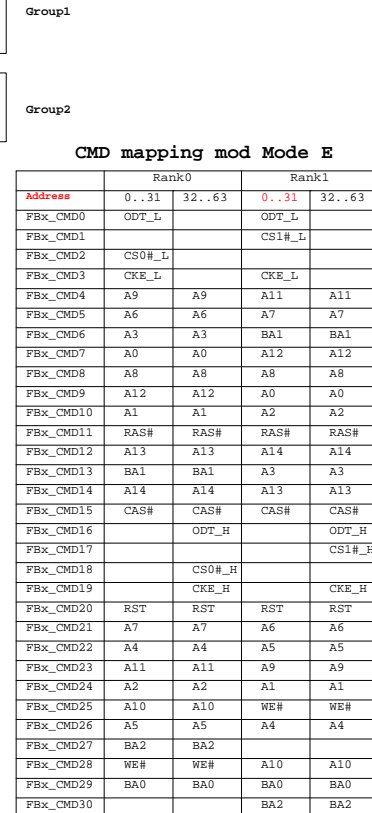 Group1
Group2
CMD mapping mod Mode E
Rank0 Rank1
Address 0..31 32..63 0..31 32..63
FBx_CMD0 ODT_L ODT_L
FBx_CMD1 CS1#_L
FBx_CMD2 CS0#_L
FBx_CMD3 CKE_L CKE_L
FBx_CMD4 A9 A9 A11 A11
FBx_CMD5 A6 A6 A7 A7
FBx_CMD6 A3 A3 BA1 BA1
FBx_CMD7 A0 A0 A12 A12
FBx_CMD8 A8 A8 A8 A8
FBx_CMD9 A12 A12 A0 A0
FBx_CMD10 A1 A1 A2 A2
FBx_CMD11 RAS# RAS# RAS# RAS#
FBx_CMD12 A13 A13 A14 A14
FBx_CMD13 BA1 BA1 A3 A3
FBx_CMD14 A14 A14 A13 A13
FBx_CMD15 CAS# CAS# CAS# CAS#
FBx_CMD16 ODT_H ODT_H
FBx_CMD17 CS1#_H
FBx_CMD18 CS0#_H
FBx_CMD19 CKE_H CKE_H
FBx_CMD20 RST RST RST RST
FBx_CMD21 A7 A7 A6 A6
FBx_CMD22 A4 A4 A5 A5
FBx_CMD23 A11 A11 A9 A9
FBx_CMD24 A2 A2 A1 A1
FBx_CMD25 A10 A10 WE# WE#
FBx_CMD26 A5 A5 A4 A4
FBx_CMD27 BA2 BA2
FBx_CMD28 WE# WE# A10 A10
FBx_CMD29 BA0 BA0 BA0 BA0
FBx_CMD30 BA2 BA2